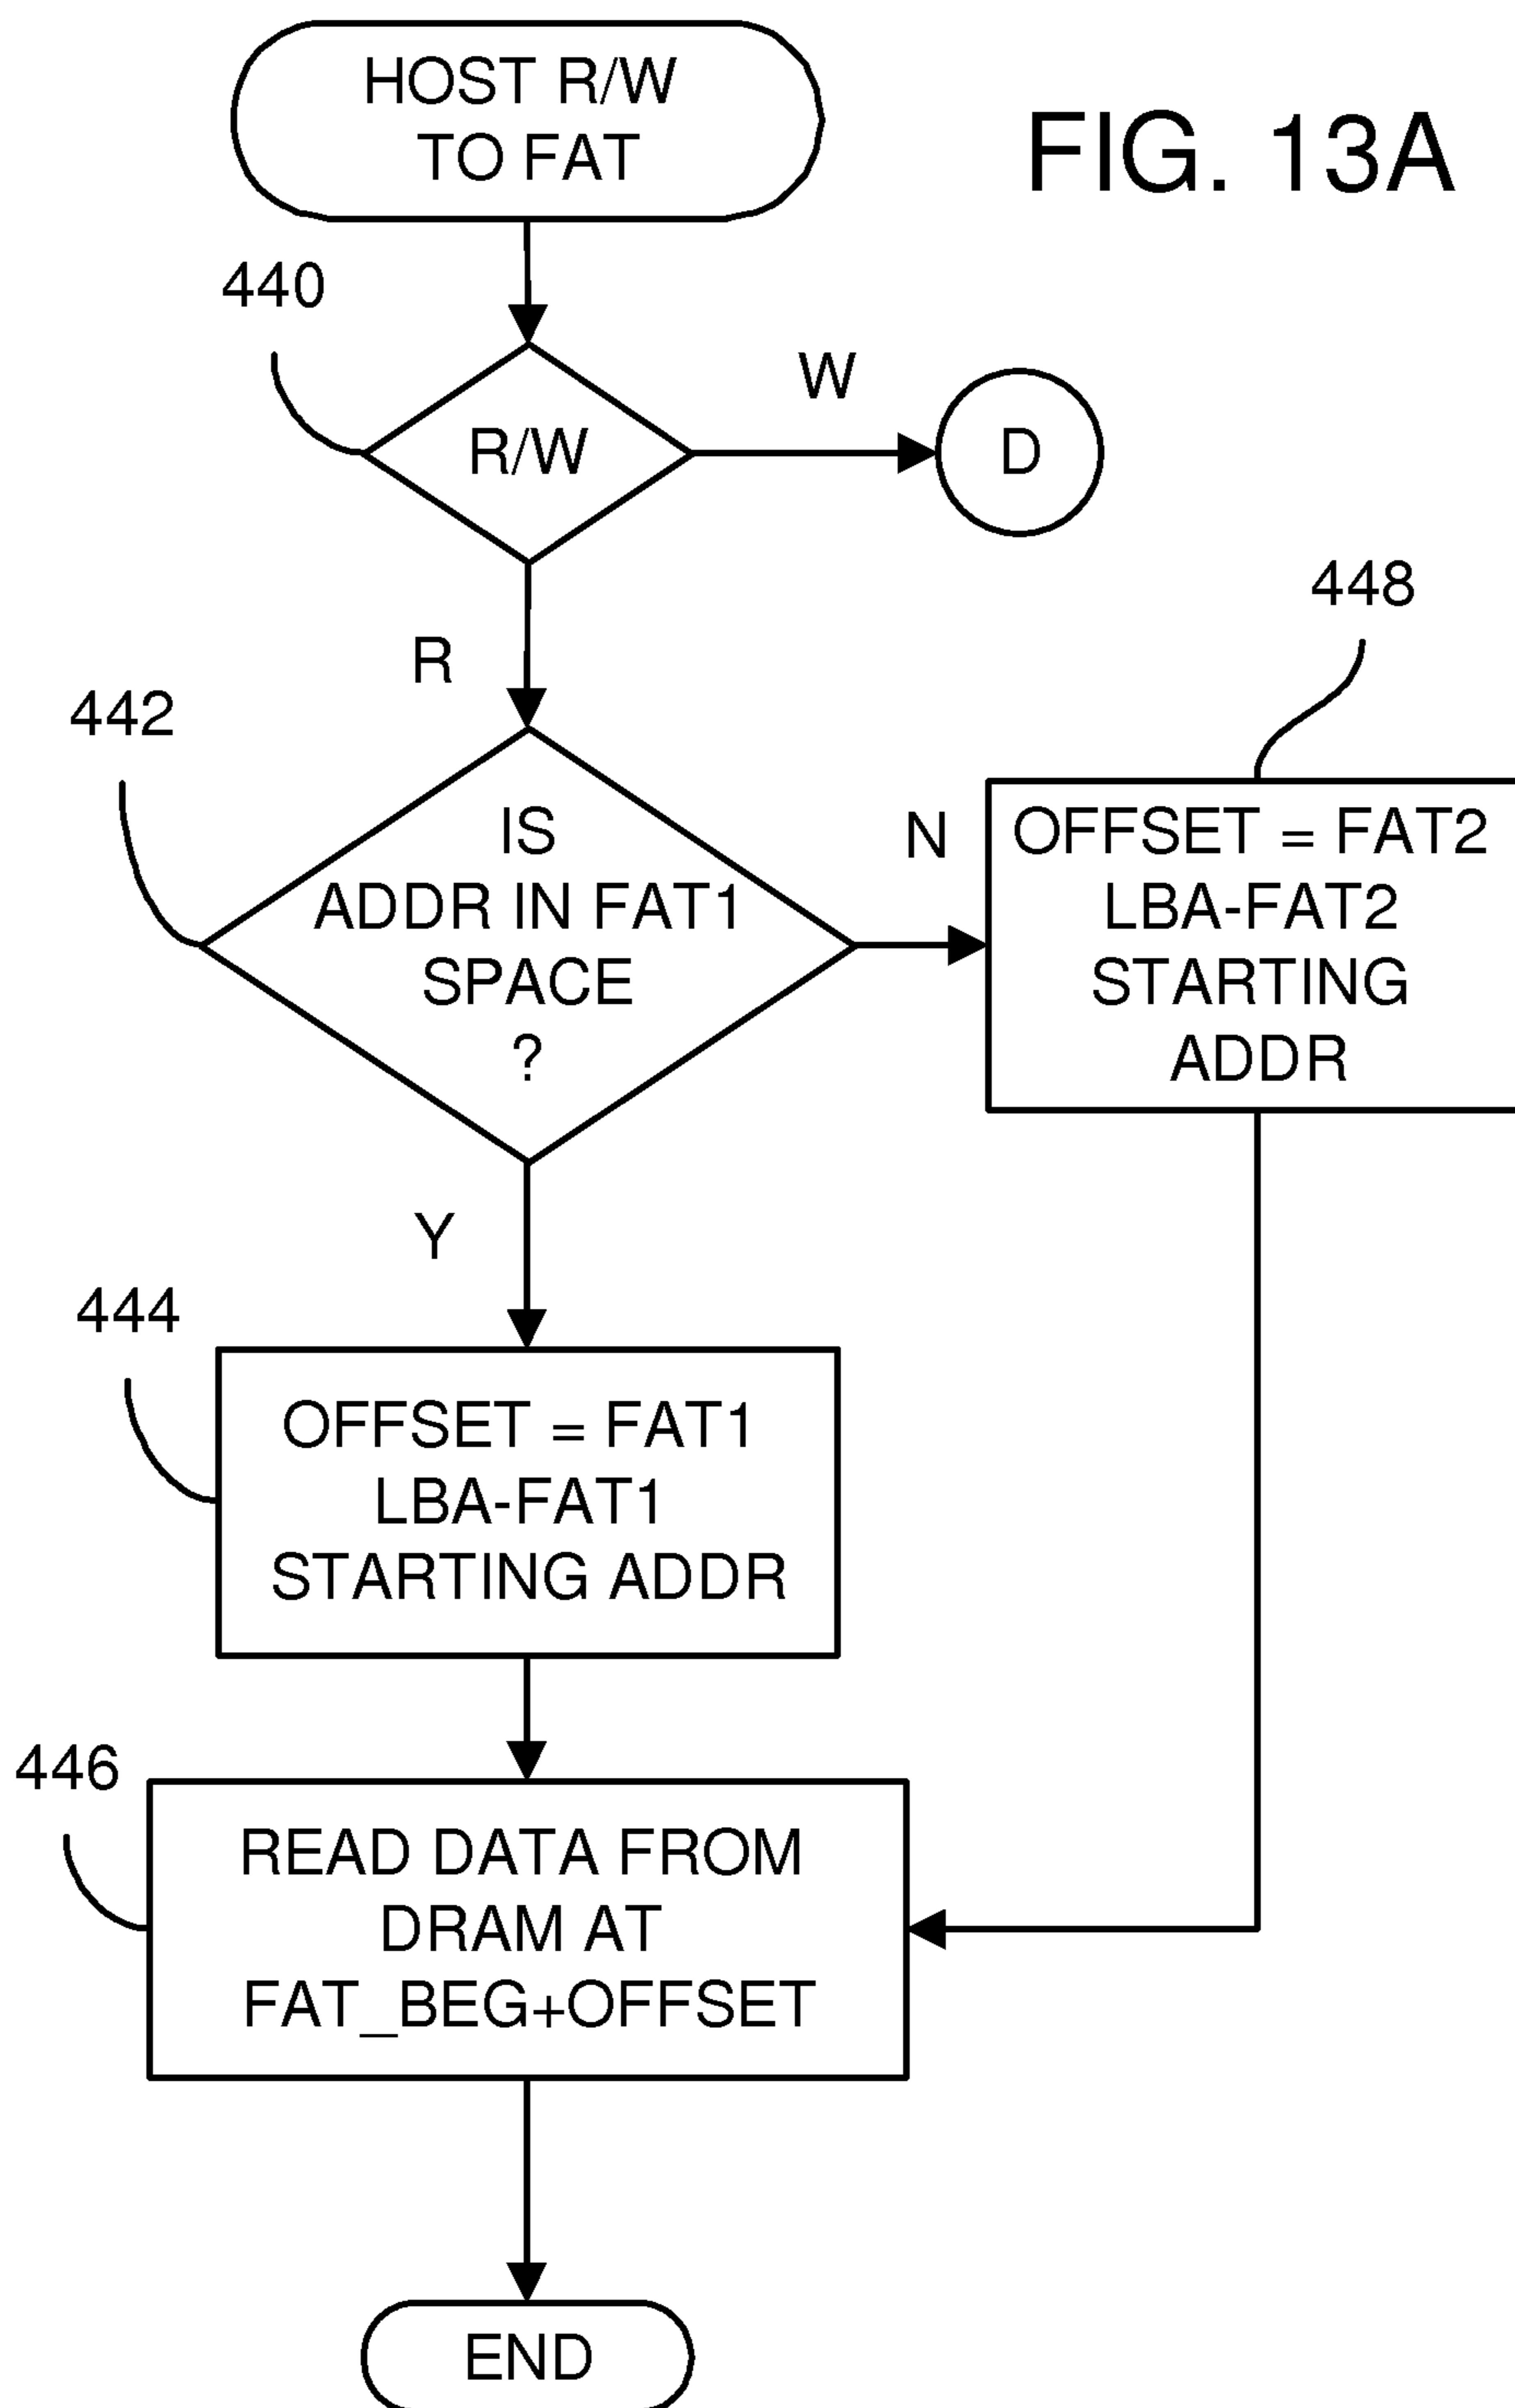 HOST R/W
TO FAT
FIG. 13A
440
R/W
W
D
R
448
442
IS
ADDR IN FAT1
SPACE
?
N
OFFSET = FAT2
LBA-FAT2
STARTING
ADDR
Y
444
OFFSET = FAT1
LBA-FAT1
STARTING ADDR
446
READ DATA FROM
DRAM AT
FAT_BEG+OFFSET
END